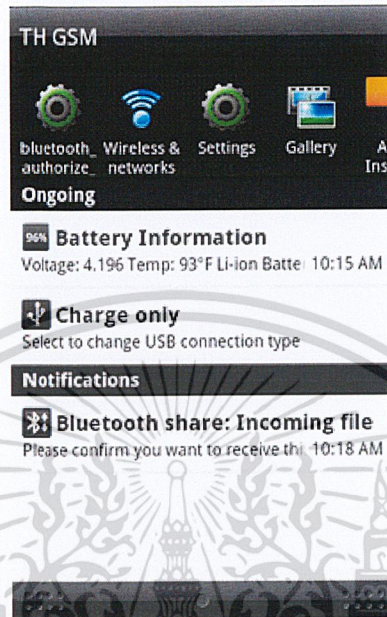 TH GSM
bluetooth_ Wireless & Settings Gallery A
authorize_ networks Ins
Ongoing
96% Battery Information
Voltage: 4.196 Temp: 93°F Li-ion Batte 10:15 AM
Charge only
Select to change USB connection type
Notifications
Bluetooth share: Incoming file
Please confirm you want to receive thi 10:18 AM